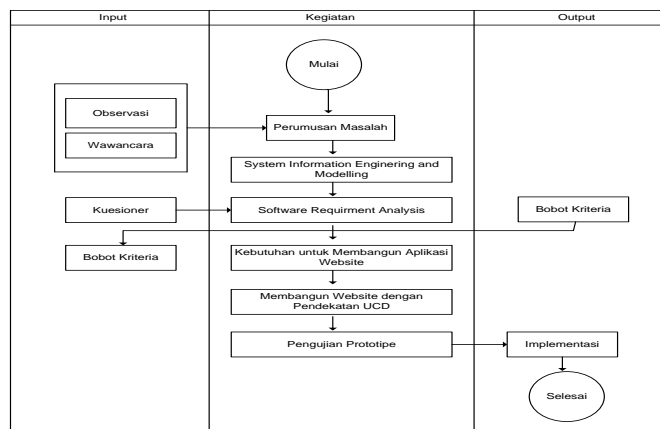 Input
Kegiatan
Output
Mulai
Observasi
Wawancara
Perumusan Masalah
System Information Enginering and
Modelling
Kuesioner
Software Requirment Analysis
Bobot Kriteria
Bobot Kriteria
Kebutuhan untuk Membangun Aplikasi
Website
Membangun Website dengan
Pendekatan UCD
Pengujian Prototipe
Implementasi
Selesai